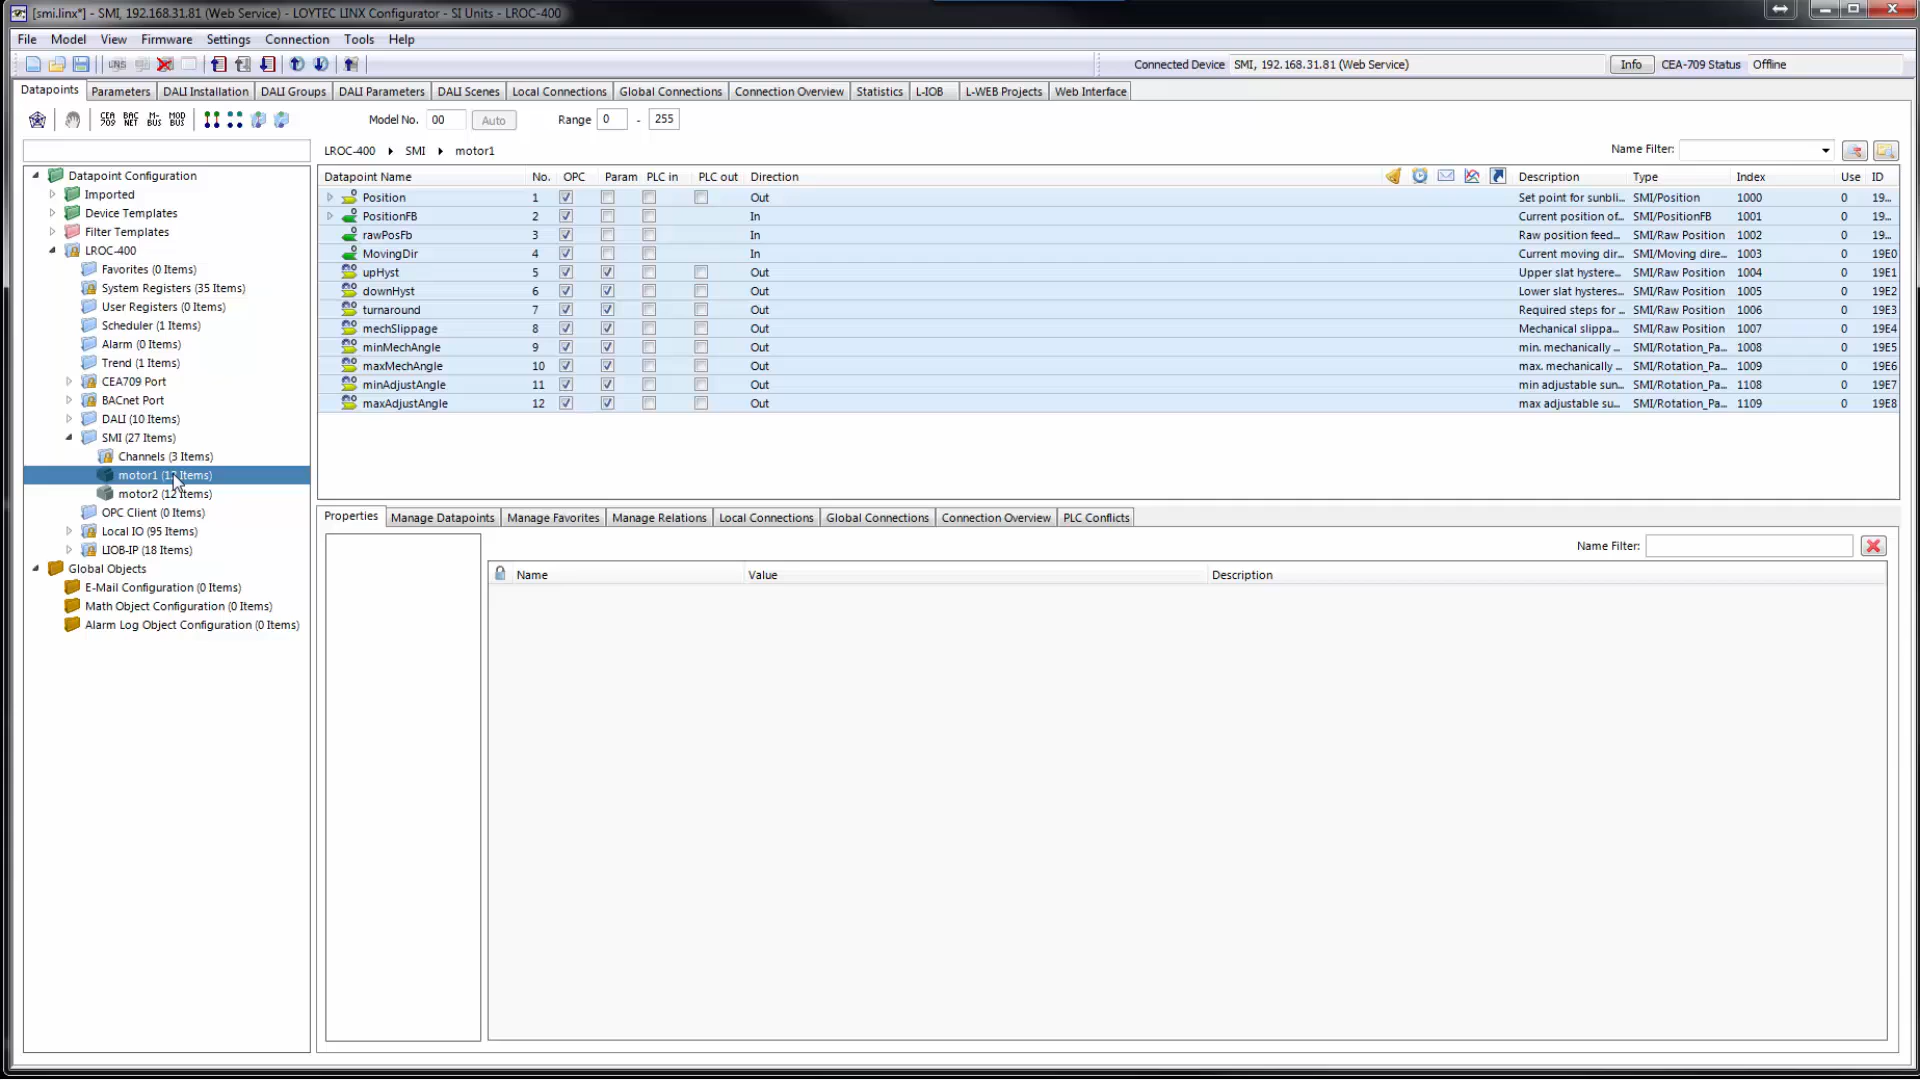 [smi.linx*] - SMI, 192.168.31.81 (Web Service) - LOYTEC LINX Configurator - SI Units - LROC-400
File Model View Firmware Settings Connection Tools Help
Connected Device SMI, 192.168.31.81 (Web Service) Info CEA-709 Status Offline
Datapoints Parameters DALI Installation DALI Groups DALI Parameters DALI Scenes Local Connections Global Connections Connection Overview Statistics L-IOB L-WEB Projects Web Interface
CEA 709 BAC NET M- BUS MOD BUS Model No. 00 Auto Range 0 - 255
LROC-400 SMI motor1 Name Filter:
Datapoint Name No. OPC Param PLC in PLC out Direction Description Type Index Use ID
Position 1 Out Set point for sunbli... SMI/Position 1000 0 19...
PositionFB 2 In Current position of... SMI/PositionFB 1001 0 19...
rawPosFb 3 In Raw position feed... SMI/Raw Position 1002 0 19...
MovingDir 4 In Current moving dir... SMI/Moving dire... 1003 0 19E0
upHyst 5 Out Upper slat hystere... SMI/Raw Position 1004 0 19E1
downHyst 6 Out Lower slat hysteres... SMI/Raw Position 1005 0 19E2
turnaround 7 Out Required steps for ... SMI/Raw Position 1006 0 19E3
mechSlippage 8 Out Mechanical slippa... SMI/Raw Position 1007 0 19E4
minMechAngle 9 Out min. mechanically ... SMI/Rotation_Pa... 1008 0 19E5
maxMechAngle 10 Out max. mechanically ... SMI/Rotation_Pa... 1009 0 19E6
minAdjustAngle 11 Out min adjustable sun... SMI/Rotation_Pa... 1108 0 19E7
maxAdjustAngle 12 Out max adjustable su... SMI/Rotation_Pa... 1109 0 19E8
Datapoint Configuration
Imported
Device Templates
Filter Templates
LROC-400
Favorites (0 Items)
System Registers (35 Items)
User Registers (0 Items)
Scheduler (1 Items)
Alarm (0 Items)
Trend (1 Items)
CEA709 Port
BACnet Port
DALI (10 Items)
SMI (27 Items)
Channels (3 Items)
motor1 (12 Items)
motor2 (12 Items)
OPC Client (0 Items)
Local IO (95 Items)
LIOB-IP (18 Items)
Global Objects
E-Mail Configuration (0 Items)
Math Object Configuration (0 Items)
Alarm Log Object Configuration (0 Items)
Properties Manage Datapoints Manage Favorites Manage Relations Local Connections Global Connections Connection Overview PLC Conflicts
Name Filter:
Name Value Description